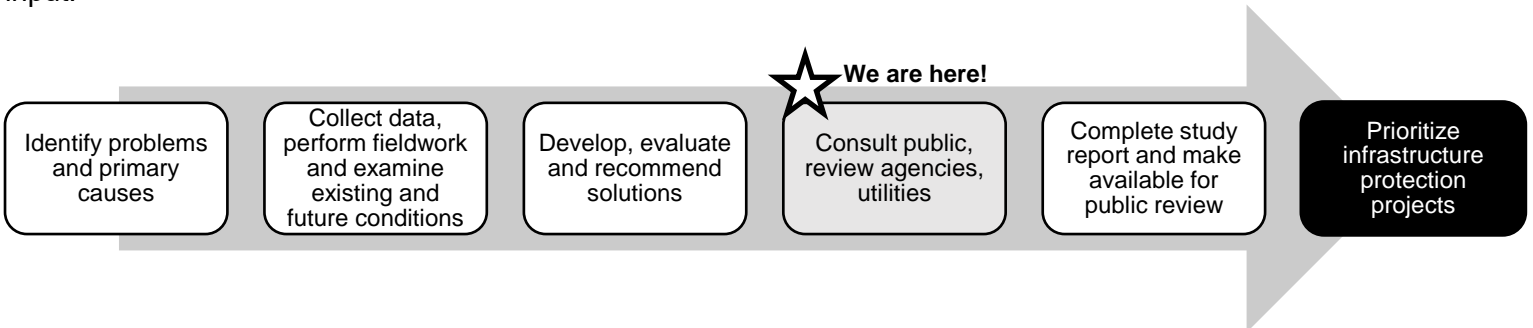 We are here!
Identify problems
and primary
causes
Collect data,
perform fieldwork
and examine
existing and
future conditions
Develop, evaluate
and recommend
solutions
Consult public,
review agencies,
utilities
Complete study
report and make
available for
public review
Prioritize
infrastructure
protection
projects